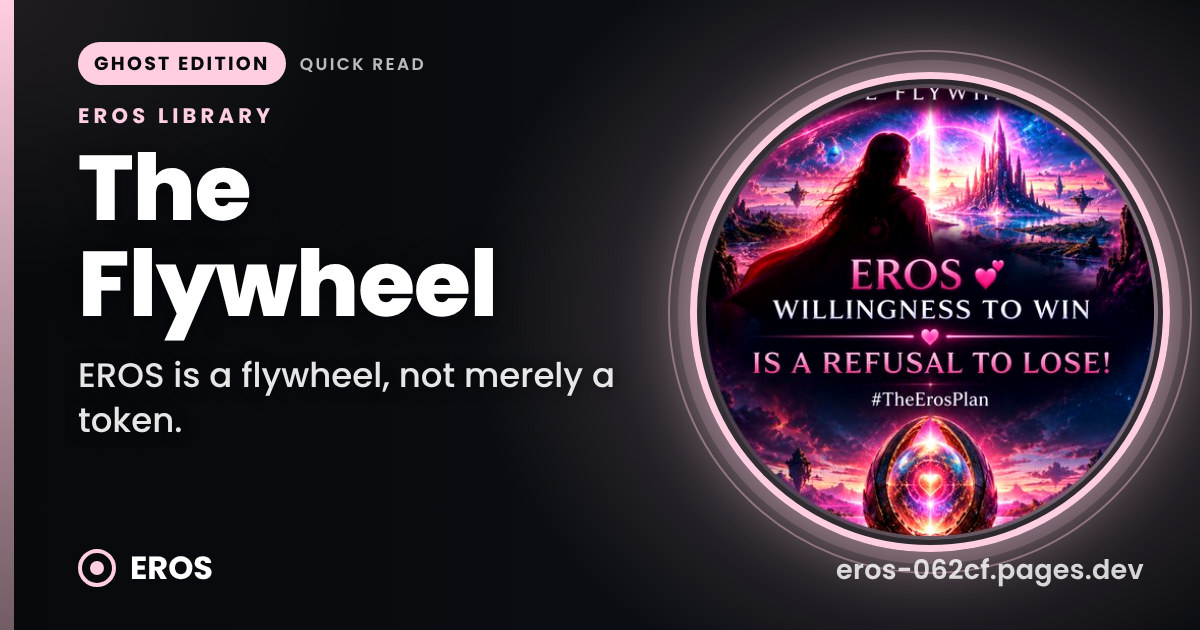 GHOST EDITION
QUICK READ
EROS LIBRARY
The
Flywheel
EROS is a flywheel, not merely a
token.
EROS
eros-062cf.pages.dev
EROS 💕
WILLINGNESS TO WIN
IS A REFUSAL TO LOSE!
#TheErosPlan